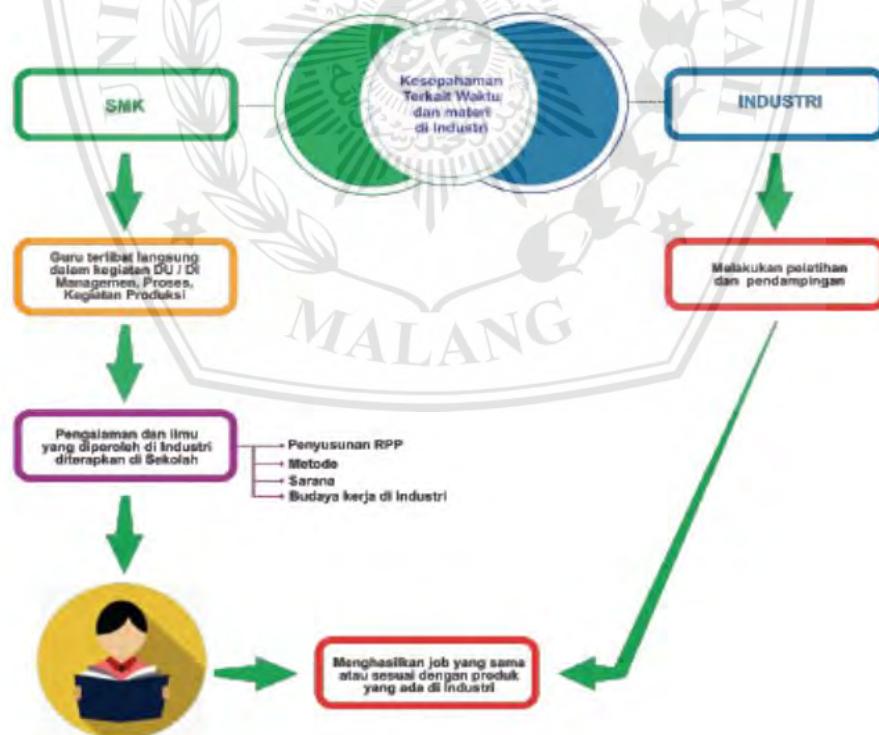 Kesepahaman
Terkait Waktu
dan materi
di Industri
SMK
INDUSTRI
Guru terlibat langsung
dalam kegiatan DU / DI
Managemen, Proses,
Kegiatan Produksi
Melakukan pelatihan
dan pendampingan
MALANG
Pengalaman dan ilmu
yang diperoleh di Industri
diterapkan di Sekolah
Penyusunan RPP
Metode
Sarana
Budaya kerja di Industri
Menghasilkan job yang sama
atau sesuai dengan produk
yang ada di Industri